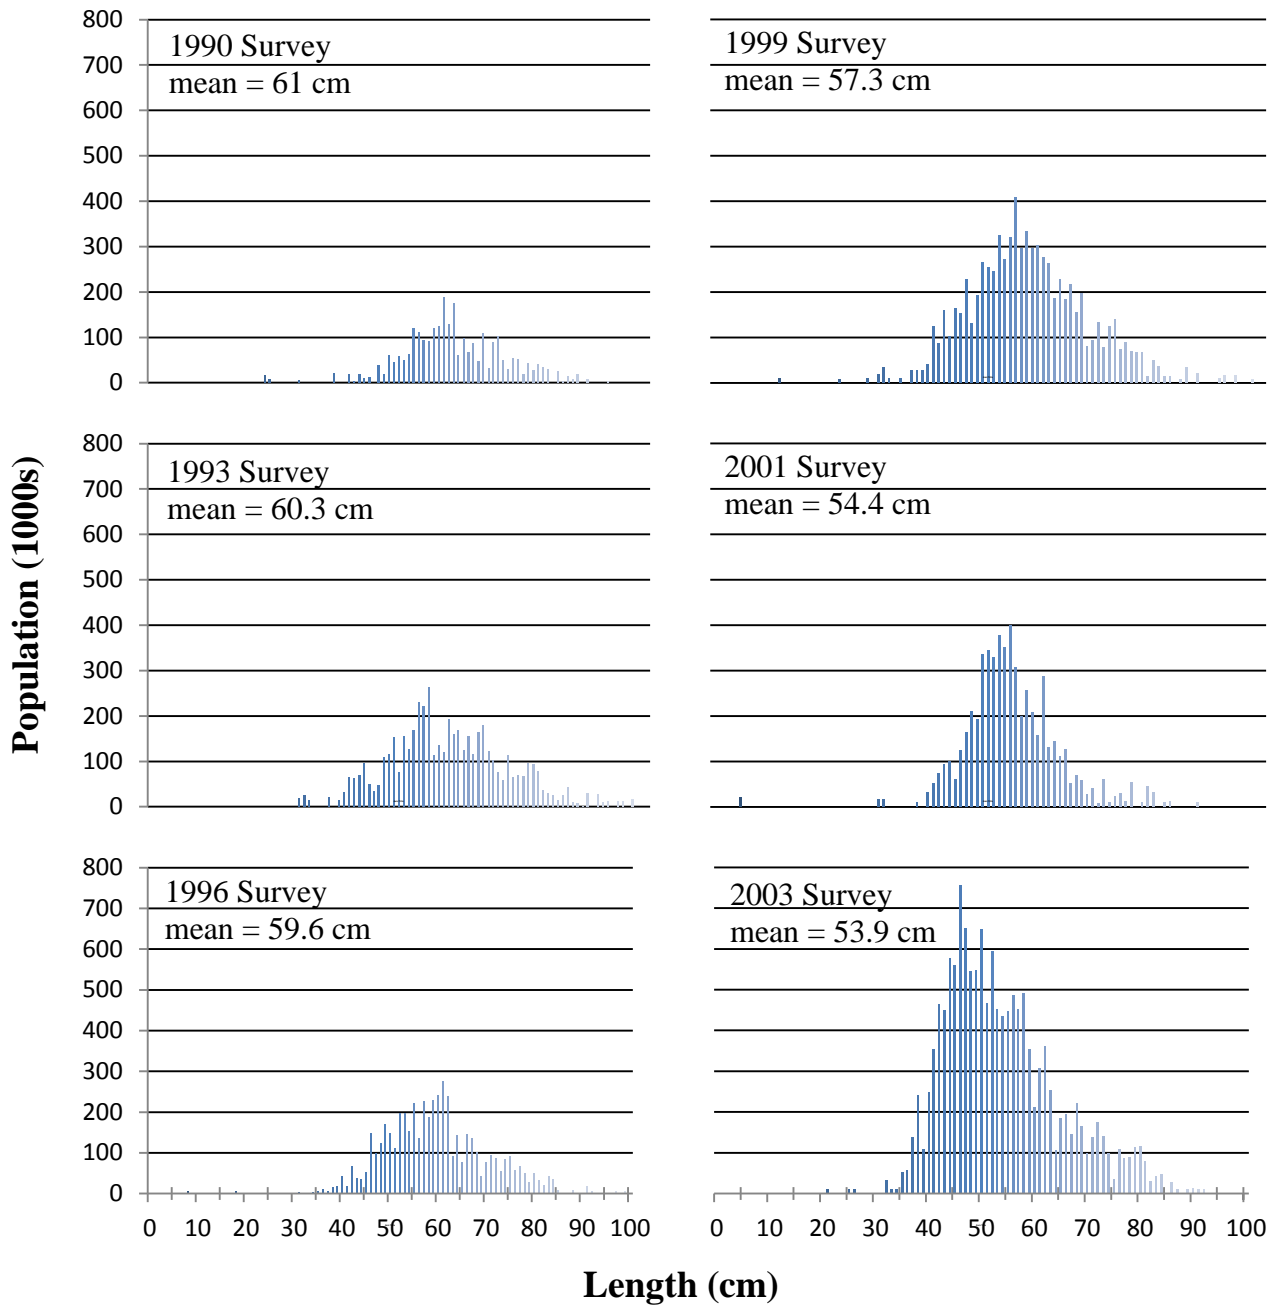 Population (1000s)
800
700
600
500
400
300
200
100
0
1990 Survey
mean = 61 cm
1999 Survey
mean = 57.3 cm
800
700
600
500
400
300
200
100
0
1993 Survey
mean = 60.3 cm
2001 Survey
mean = 54.4 cm
800
700
600
500
400
300
200
100
0
1996 Survey
mean = 59.6 cm
2003 Survey
mean = 53.9 cm
0 10 20 30 40 50 60 70 80 90 100
0 10 20 30 40 50 60 70 80 90 100
Length (cm)